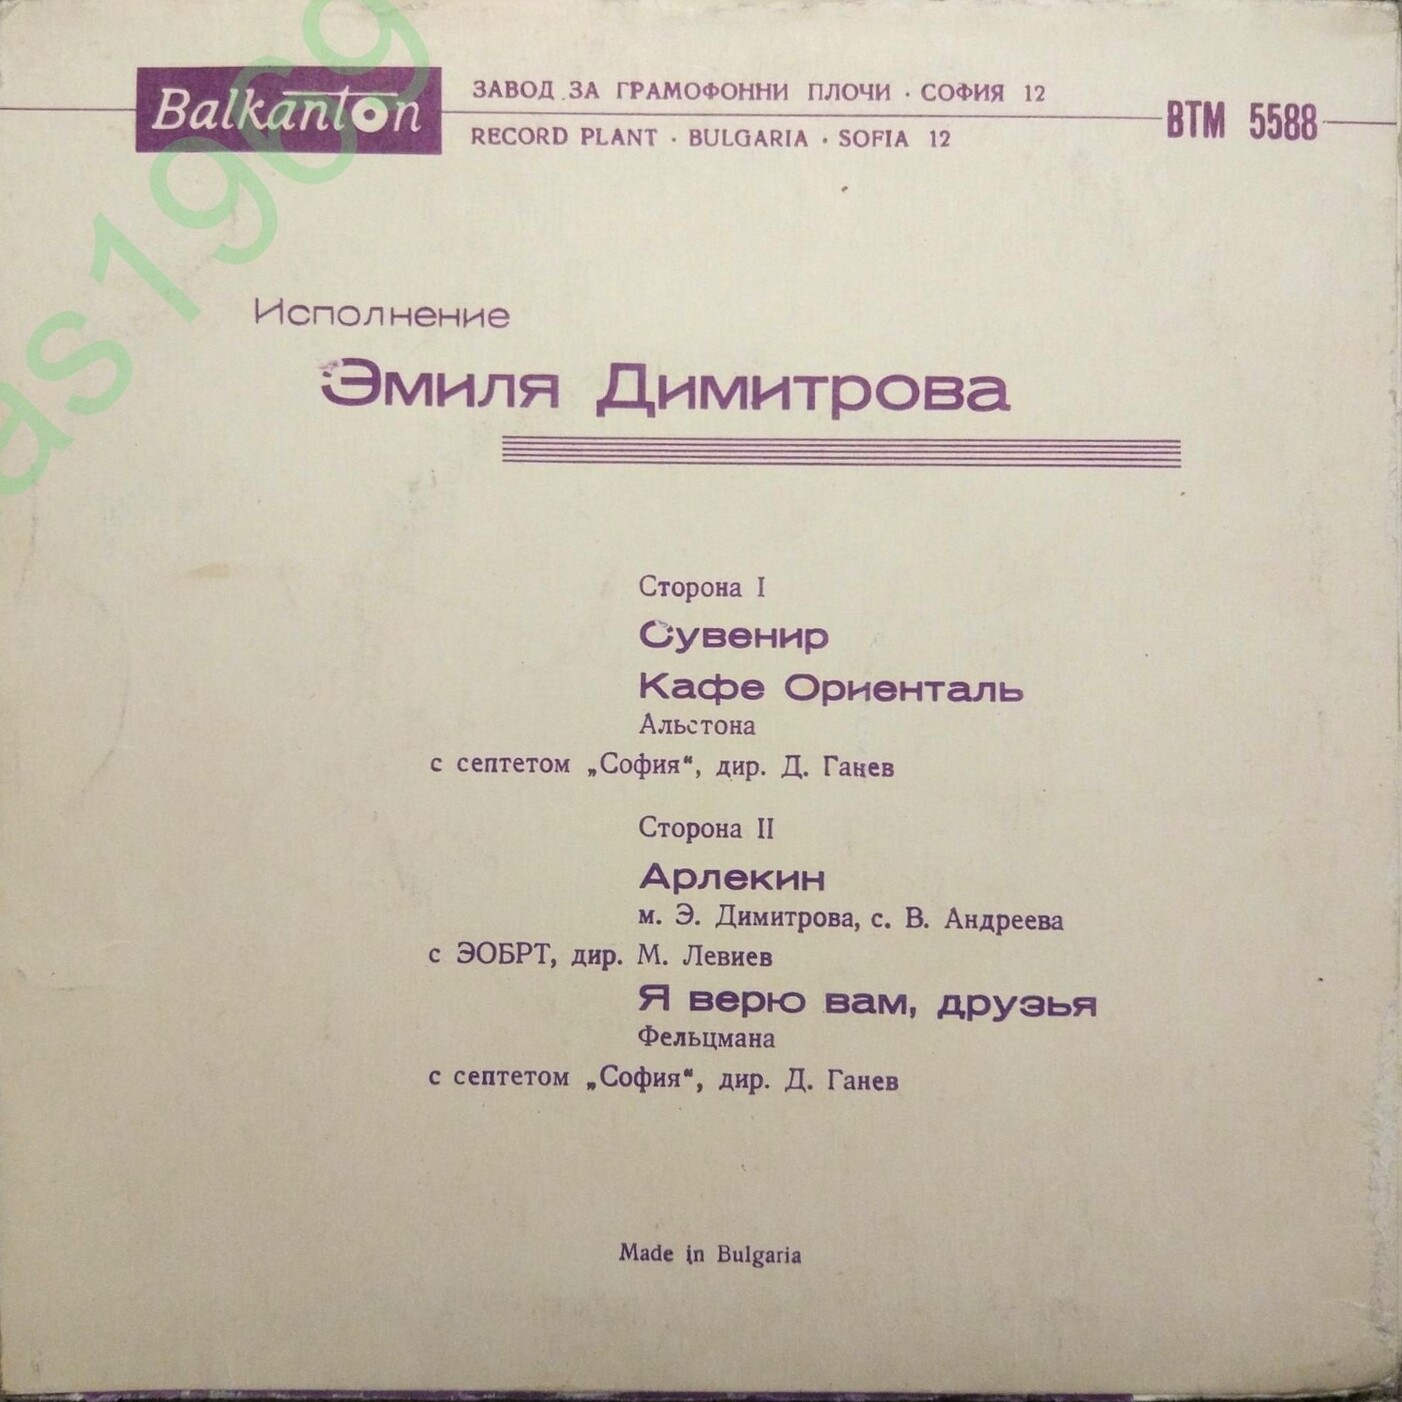 Balkanton
ЗАВОД ЗА ГРАМОФОННИ ПЛОЧИ · СОФИЯ 12
RECORD PLANT · BULGARIA · SOFIA 12
ВТМ 5588
as1969
Исполнение
Эмиля Димитрова
Сторона I
Сувенир
Кафе Ориенталь
Альстона
с септетом „София“, дир. Д. Ганев
Сторона II
Арлекин
м. Э. Димитрова, с. В. Андреева
с ЭОБРТ, дир. М. Левиев
Я верю вам, друзья
Фельцмана
с септетом „София“, дир. Д. Ганев
Made in Bulgaria